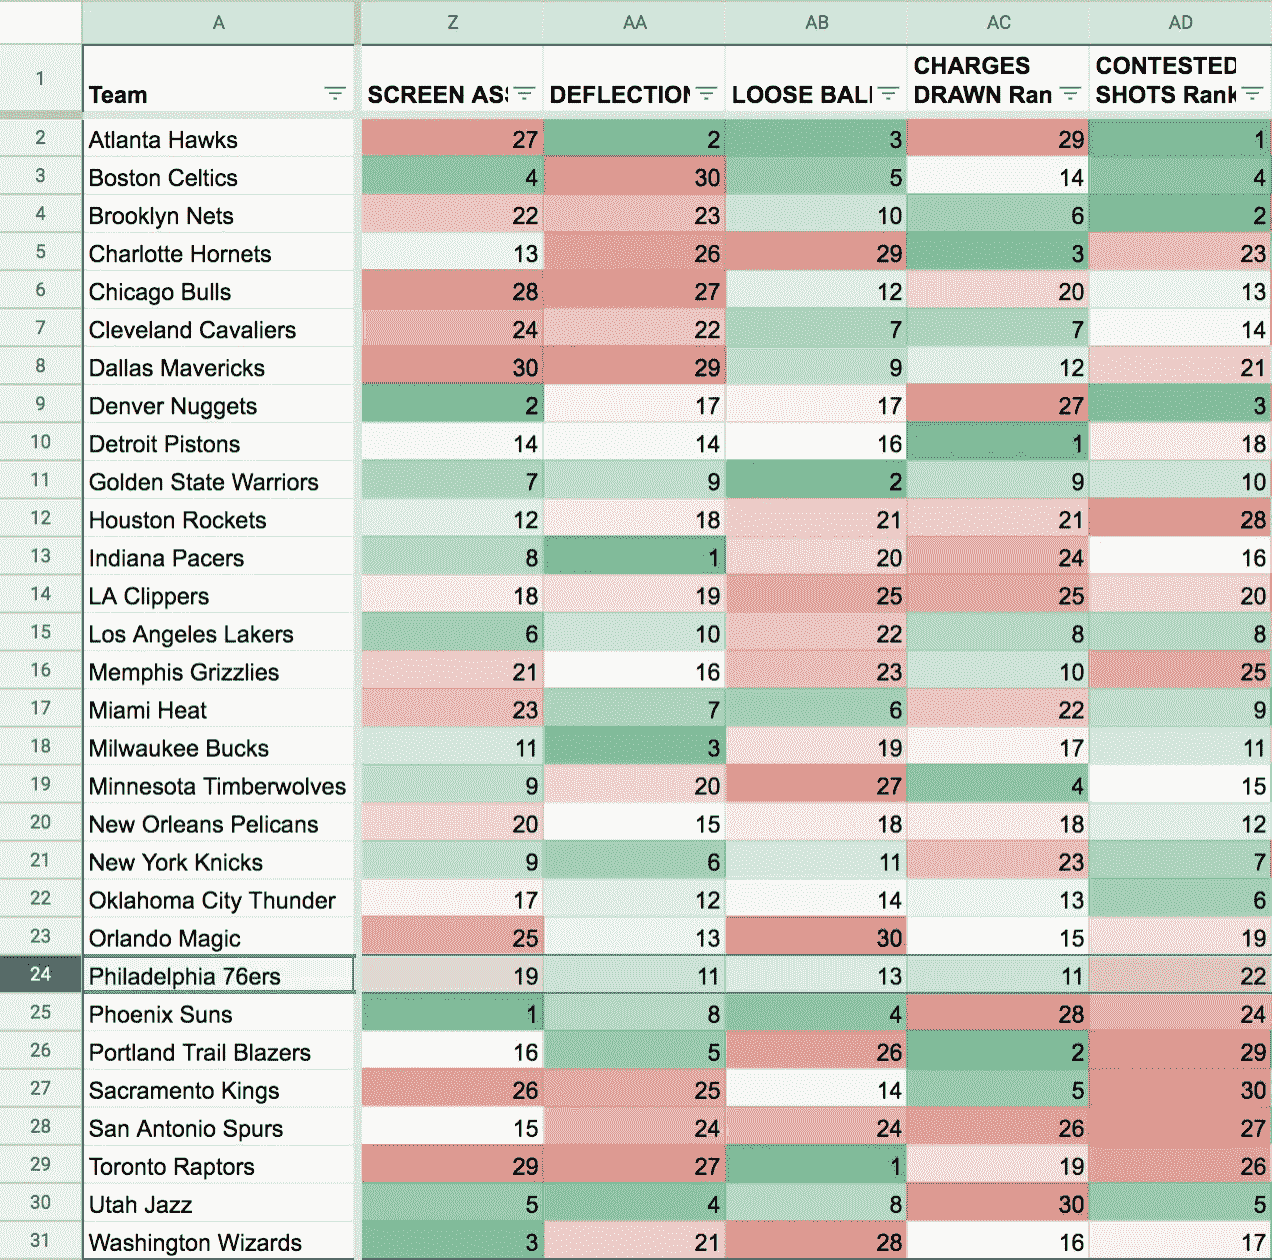 A Z AA AB AC AD
1 Team SCREEN ASS DEFLECTION LOOSE BALL CHARGES DRAWN Ran CONTESTED SHOTS Rank
2 Atlanta Hawks 27 2 3 29 1
3 Boston Celtics 4 30 5 14 4
4 Brooklyn Nets 22 23 10 6 2
5 Charlotte Hornets 13 26 29 3 23
6 Chicago Bulls 28 27 12 20 13
7 Cleveland Cavaliers 24 22 7 7 14
8 Dallas Mavericks 30 29 9 12 21
9 Denver Nuggets 2 17 17 27 3
10 Detroit Pistons 14 14 16 1 18
11 Golden State Warriors 7 9 2 9 10
12 Houston Rockets 12 18 21 21 28
13 Indiana Pacers 8 1 20 24 16
14 LA Clippers 18 19 25 25 20
15 Los Angeles Lakers 6 10 22 8 8
16 Memphis Grizzlies 21 16 23 10 25
17 Miami Heat 23 7 6 22 9
18 Milwaukee Bucks 11 3 19 17 11
19 Minnesota Timberwolves 9 20 27 4 15
20 New Orleans Pelicans 20 15 18 18 12
21 New York Knicks 9 6 11 23 7
22 Oklahoma City Thunder 17 12 14 13 6
23 Orlando Magic 25 13 30 15 19
24 Philadelphia 76ers 19 11 13 11 22
25 Phoenix Suns 1 8 4 28 24
26 Portland Trail Blazers 16 5 26 2 29
27 Sacramento Kings 26 25 14 5 30
28 San Antonio Spurs 15 24 24 26 27
29 Toronto Raptors 29 27 1 19 26
30 Utah Jazz 5 4 8 30 5
31 Washington Wizards 3 21 28 16 17